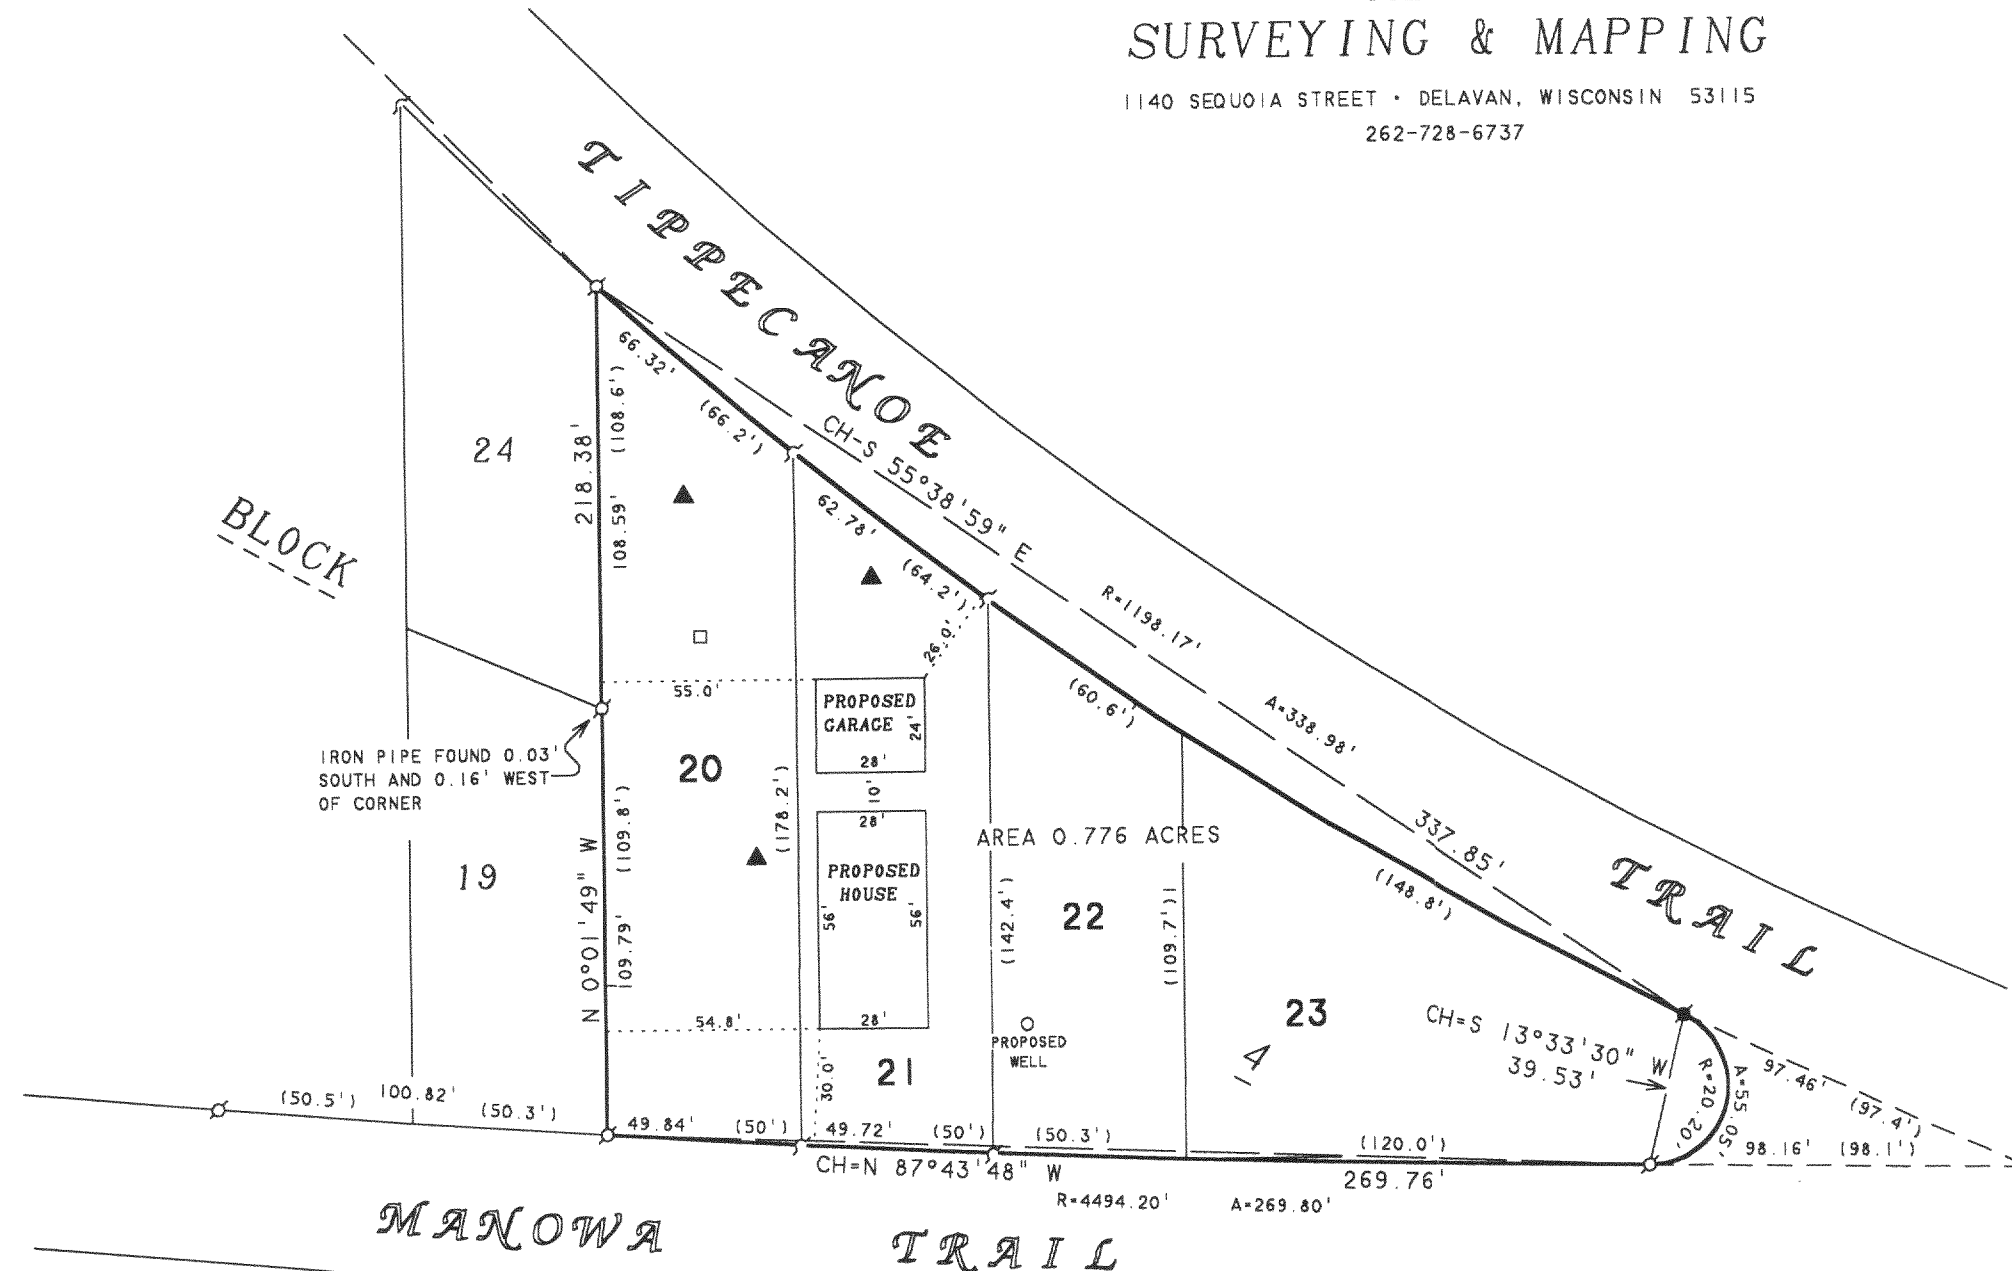 SURVEYING & MAPPING
1140 SEQUOIA STREET · DELAVAN, WISCONSIN 53115
262-728-6737
TIPPECANOE
TRAIL
66.32'
(66.2')
CH-S 55°38'59" E
62.78'
(64.2')
26.0'
R=1198.17'
A=338.98'
337.85'
(60.6')
(148.8')
24
BLOCK
218.38'
(108.6')
108.59'
55.0'
PROPOSED
GARAGE
24'
28'
10'
28'
PROPOSED
HOUSE
56'
56'
28'
20
(178.2')
IRON PIPE FOUND 0.03'
SOUTH AND 0.16' WEST
OF CORNER
19
N 0°01'49" W
(109.8')
109.79'
AREA 0.776 ACRES
(142.4')
22
(109.7')
23
4
PROPOSED
WELL
54.8'
30.0'
21
CH=S 13°33'30" W
39.53'
R=20.20'
A=55.05'
97.46'
(97.4')
98.16' (98.1')
(50.5')
100.82'
(50.3')
49.84' (50')
49.72' (50')
(50.3')
(120.0')
CH=N 87°43'48" W
269.76'
R=4494.20'
A=269.80'
MANOWA TRAIL